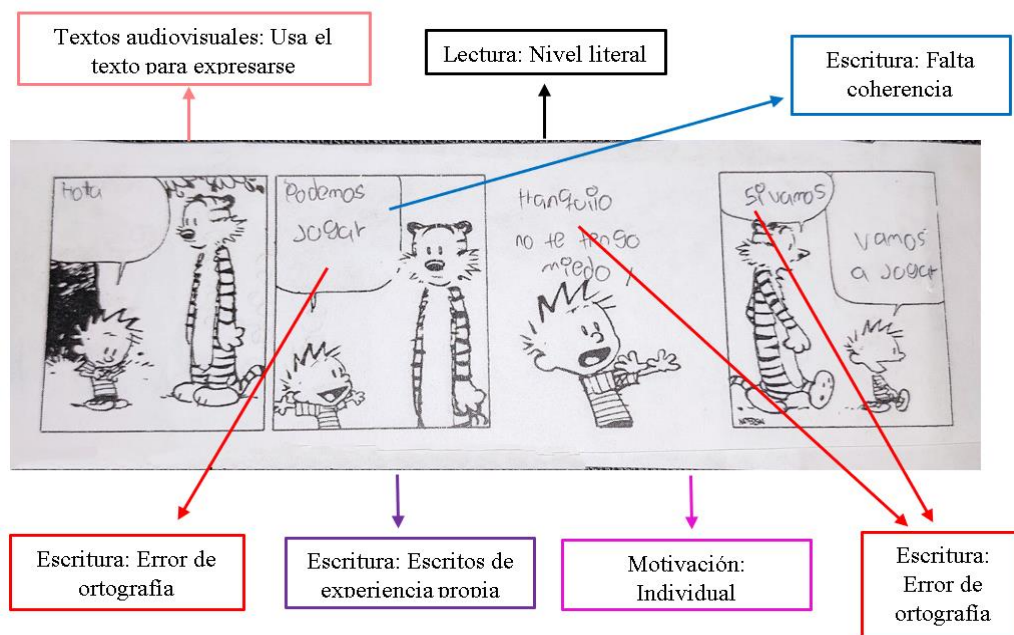 Textos audiovisuales: Usa el
texto para expresarse
Lectura: Nivel literal
Escritura: Falta
coherencia
Hola
Podemos
Jogar
tranquilo
no te tengo
miedo
Si vamos
vamos
a Jogar
Escritura: Error de
ortografía
Escritura: Escritos de
experiencia propia
Motivación:
Individual
Escritura:
Error de
ortografía